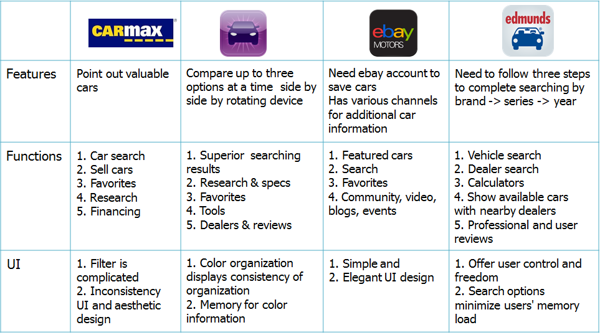 CARMAX
ebay
MOTORS
edmunds
Features
Point out valuable
cars
Compare up to three
options at a time side by
side by rotating device
Need ebay account to
save cars
Has various channels
for additional car
information
Need to follow three steps
to complete searching by
brand -> series -> year
Functions
1. Car search
2. Sell cars
3. Favorites
4. Research
5. Financing
1. Superior searching
results
2. Research & specs
3. Favorites
4. Tools
5. Dealers & reviews
1. Featured cars
2. Search
3. Favorites
4. Community, video,
blogs, events
1. Vehicle search
2. Dealer search
3. Calculators
4. Show available cars
with nearby dealers
5. Professional and user
reviews
UI
1. Filter is
complicated
2. Inconsistency
UI and aesthetic
design
1. Color organization
displays consistency of
organization
2. Memory for color
information
1. Simple and
2. Elegant UI design
1. Offer user control and
freedom
2. Search options
minimize users' memory
load